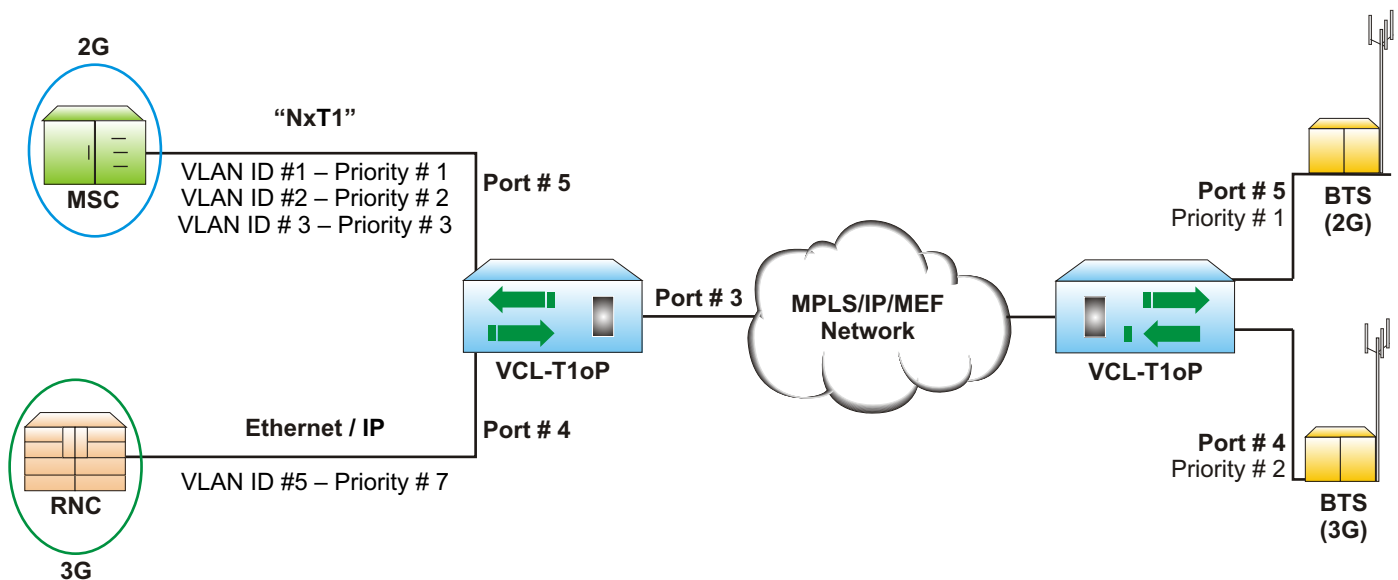 2G
MSC
“NxT1”
VLAN ID #1 – Priority # 1
VLAN ID #2 – Priority # 2
VLAN ID # 3 – Priority # 3
Port # 5
VCL-T1oP
Port # 3
MPLS/IP/MEF
Network
VCL-T1oP
Port # 5
Priority # 1
BTS
(2G)
RNC
3G
Ethernet / IP
VLAN ID #5 – Priority # 7
Port # 4
Port # 4
Priority # 2
BTS
(3G)